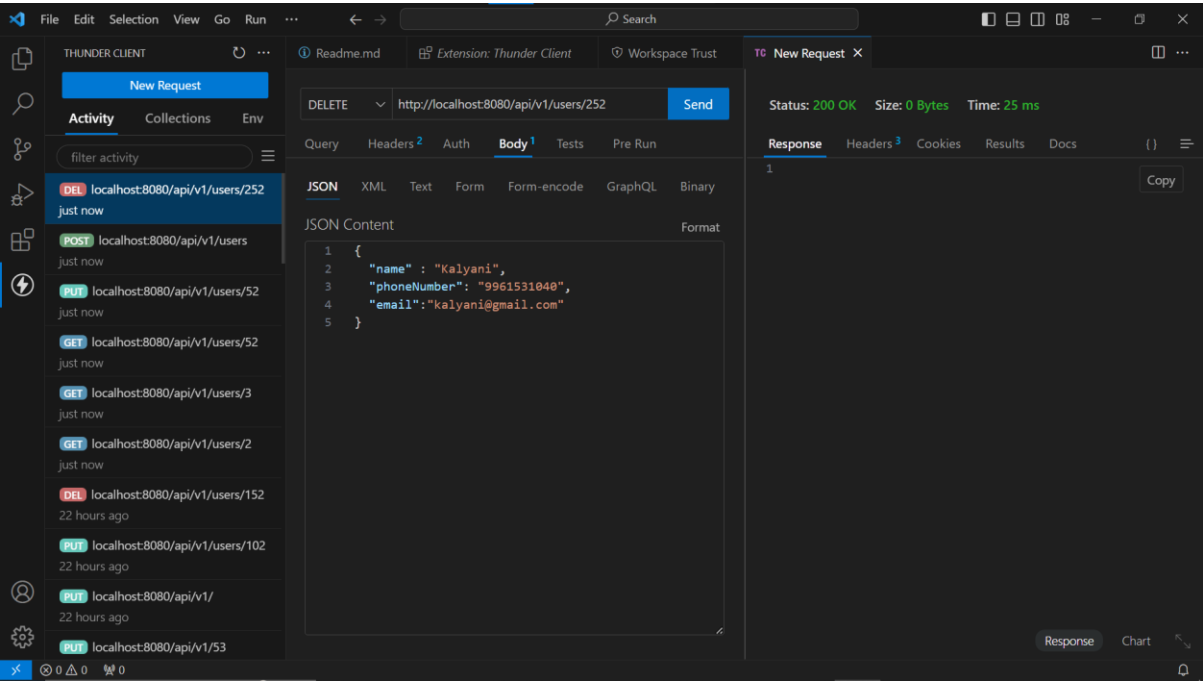 File Edit Selection View Go Run ··· Search
THUNDER CLIENT
New Request
Activity Collections Env
filter activity
DEL localhost:8080/api/v1/users/252
just now
POST localhost:8080/api/v1/users
just now
PUT localhost:8080/api/v1/users/52
just now
GET localhost:8080/api/v1/users/52
just now
GET localhost:8080/api/v1/users/3
just now
GET localhost:8080/api/v1/users/2
just now
DEL localhost:8080/api/v1/users/152
22 hours ago
PUT localhost:8080/api/v1/users/102
22 hours ago
PUT localhost:8080/api/v1/
22 hours ago
PUT localhost:8080/api/v1/53
Readme.md Extension: Thunder Client Workspace Trust TC New Request
DELETE http://localhost:8080/api/v1/users/252 Send
Query Headers 2 Auth Body 1 Tests Pre Run
JSON XML Text Form Form-encode GraphQL Binary
JSON Content Format
1 {
2 "name" : "Kalyani",
3 "phoneNumber": "9961531040",
4 "email":"kalyani@gmail.com"
5 }
Status: 200 OK Size: 0 Bytes Time: 25 ms
Response Headers 3 Cookies Results Docs { }
1
Copy
Response Chart
0 0 0